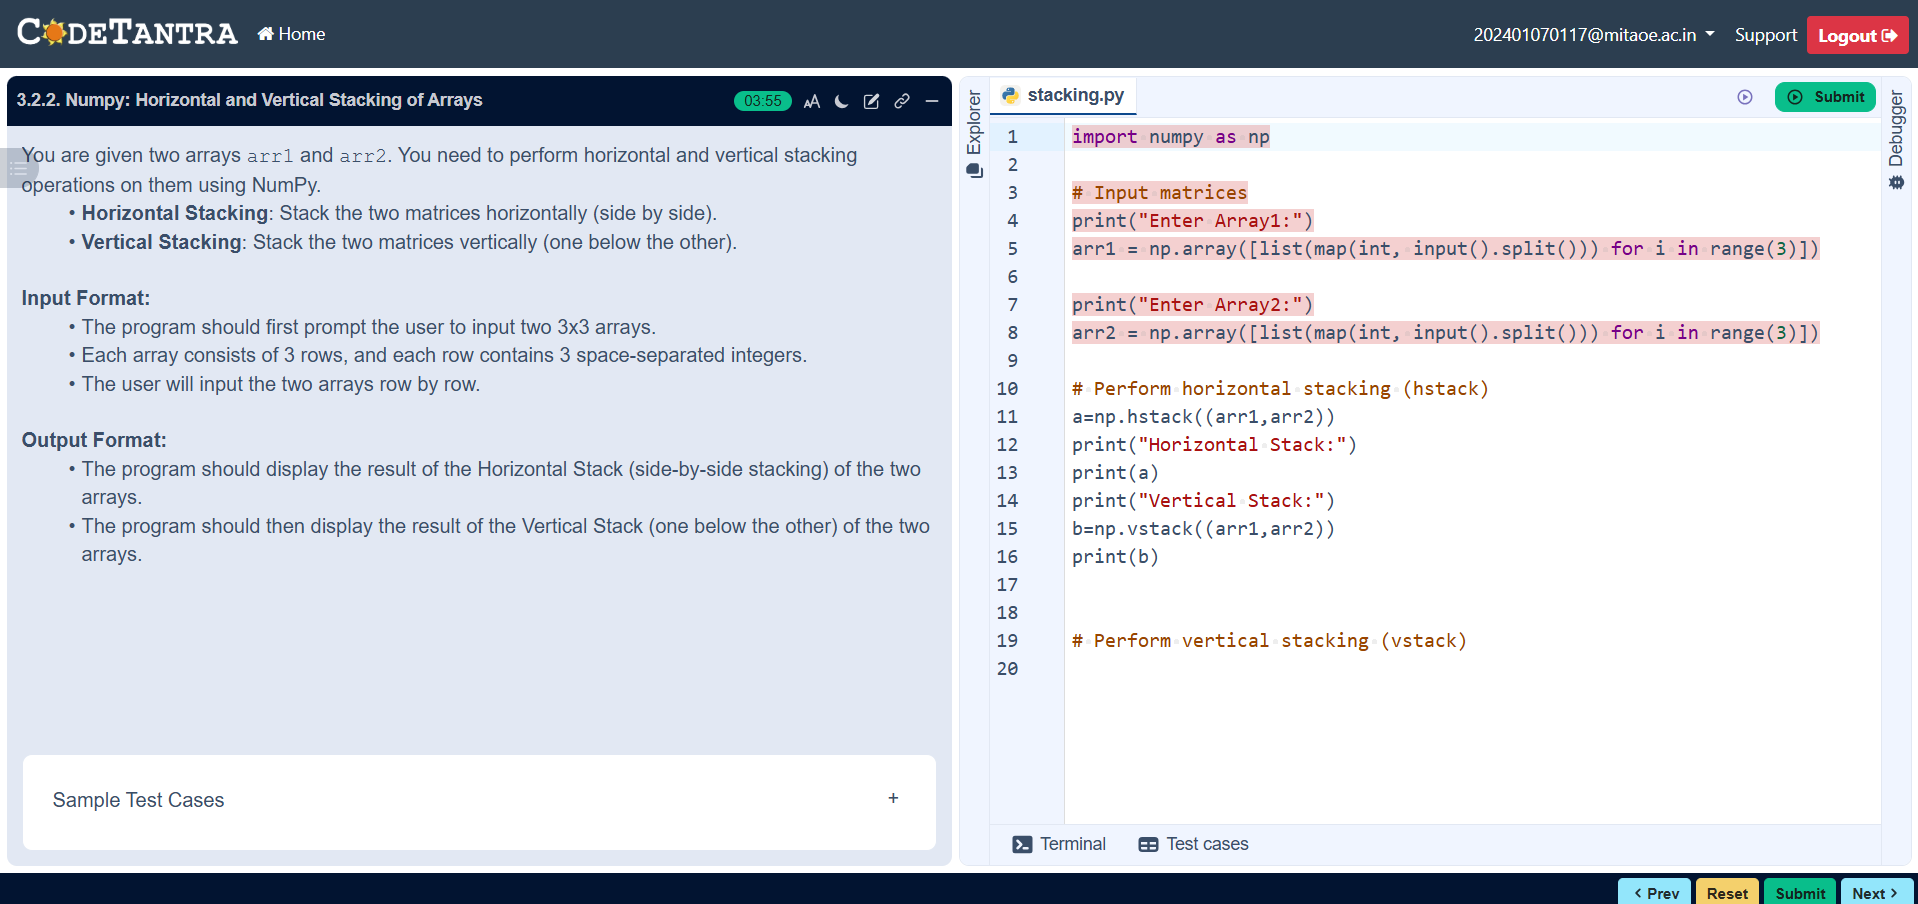 CODETANTRA Home 202401070117@mitaoe.ac.in Support Logout
3.2.2. Numpy: Horizontal and Vertical Stacking of Arrays 03:55
You are given two arrays arr1 and arr2. You need to perform horizontal and vertical stacking
operations on them using NumPy.
• Horizontal Stacking: Stack the two matrices horizontally (side by side).
• Vertical Stacking: Stack the two matrices vertically (one below the other).
Input Format:
• The program should first prompt the user to input two 3x3 arrays.
• Each array consists of 3 rows, and each row contains 3 space-separated integers.
• The user will input the two arrays row by row.
Output Format:
• The program should display the result of the Horizontal Stack (side-by-side stacking) of the two
arrays.
• The program should then display the result of the Vertical Stack (one below the other) of the two
arrays.
Sample Test Cases +
Explorer
stacking.py Submit
Debugger
1 import numpy as np
2
3 # Input matrices
4 print("Enter Array1:")
5 arr1 = np.array([list(map(int, input().split())) for i in range(3)])
6
7 print("Enter Array2:")
8 arr2 = np.array([list(map(int, input().split())) for i in range(3)])
9
10 # Perform horizontal stacking (hstack)
11 a=np.hstack((arr1,arr2))
12 print("Horizontal Stack:")
13 print(a)
14 print("Vertical Stack:")
15 b=np.vstack((arr1,arr2))
16 print(b)
17
18
19 # Perform vertical stacking (vstack)
20
Terminal Test cases
< Prev Reset Submit Next >